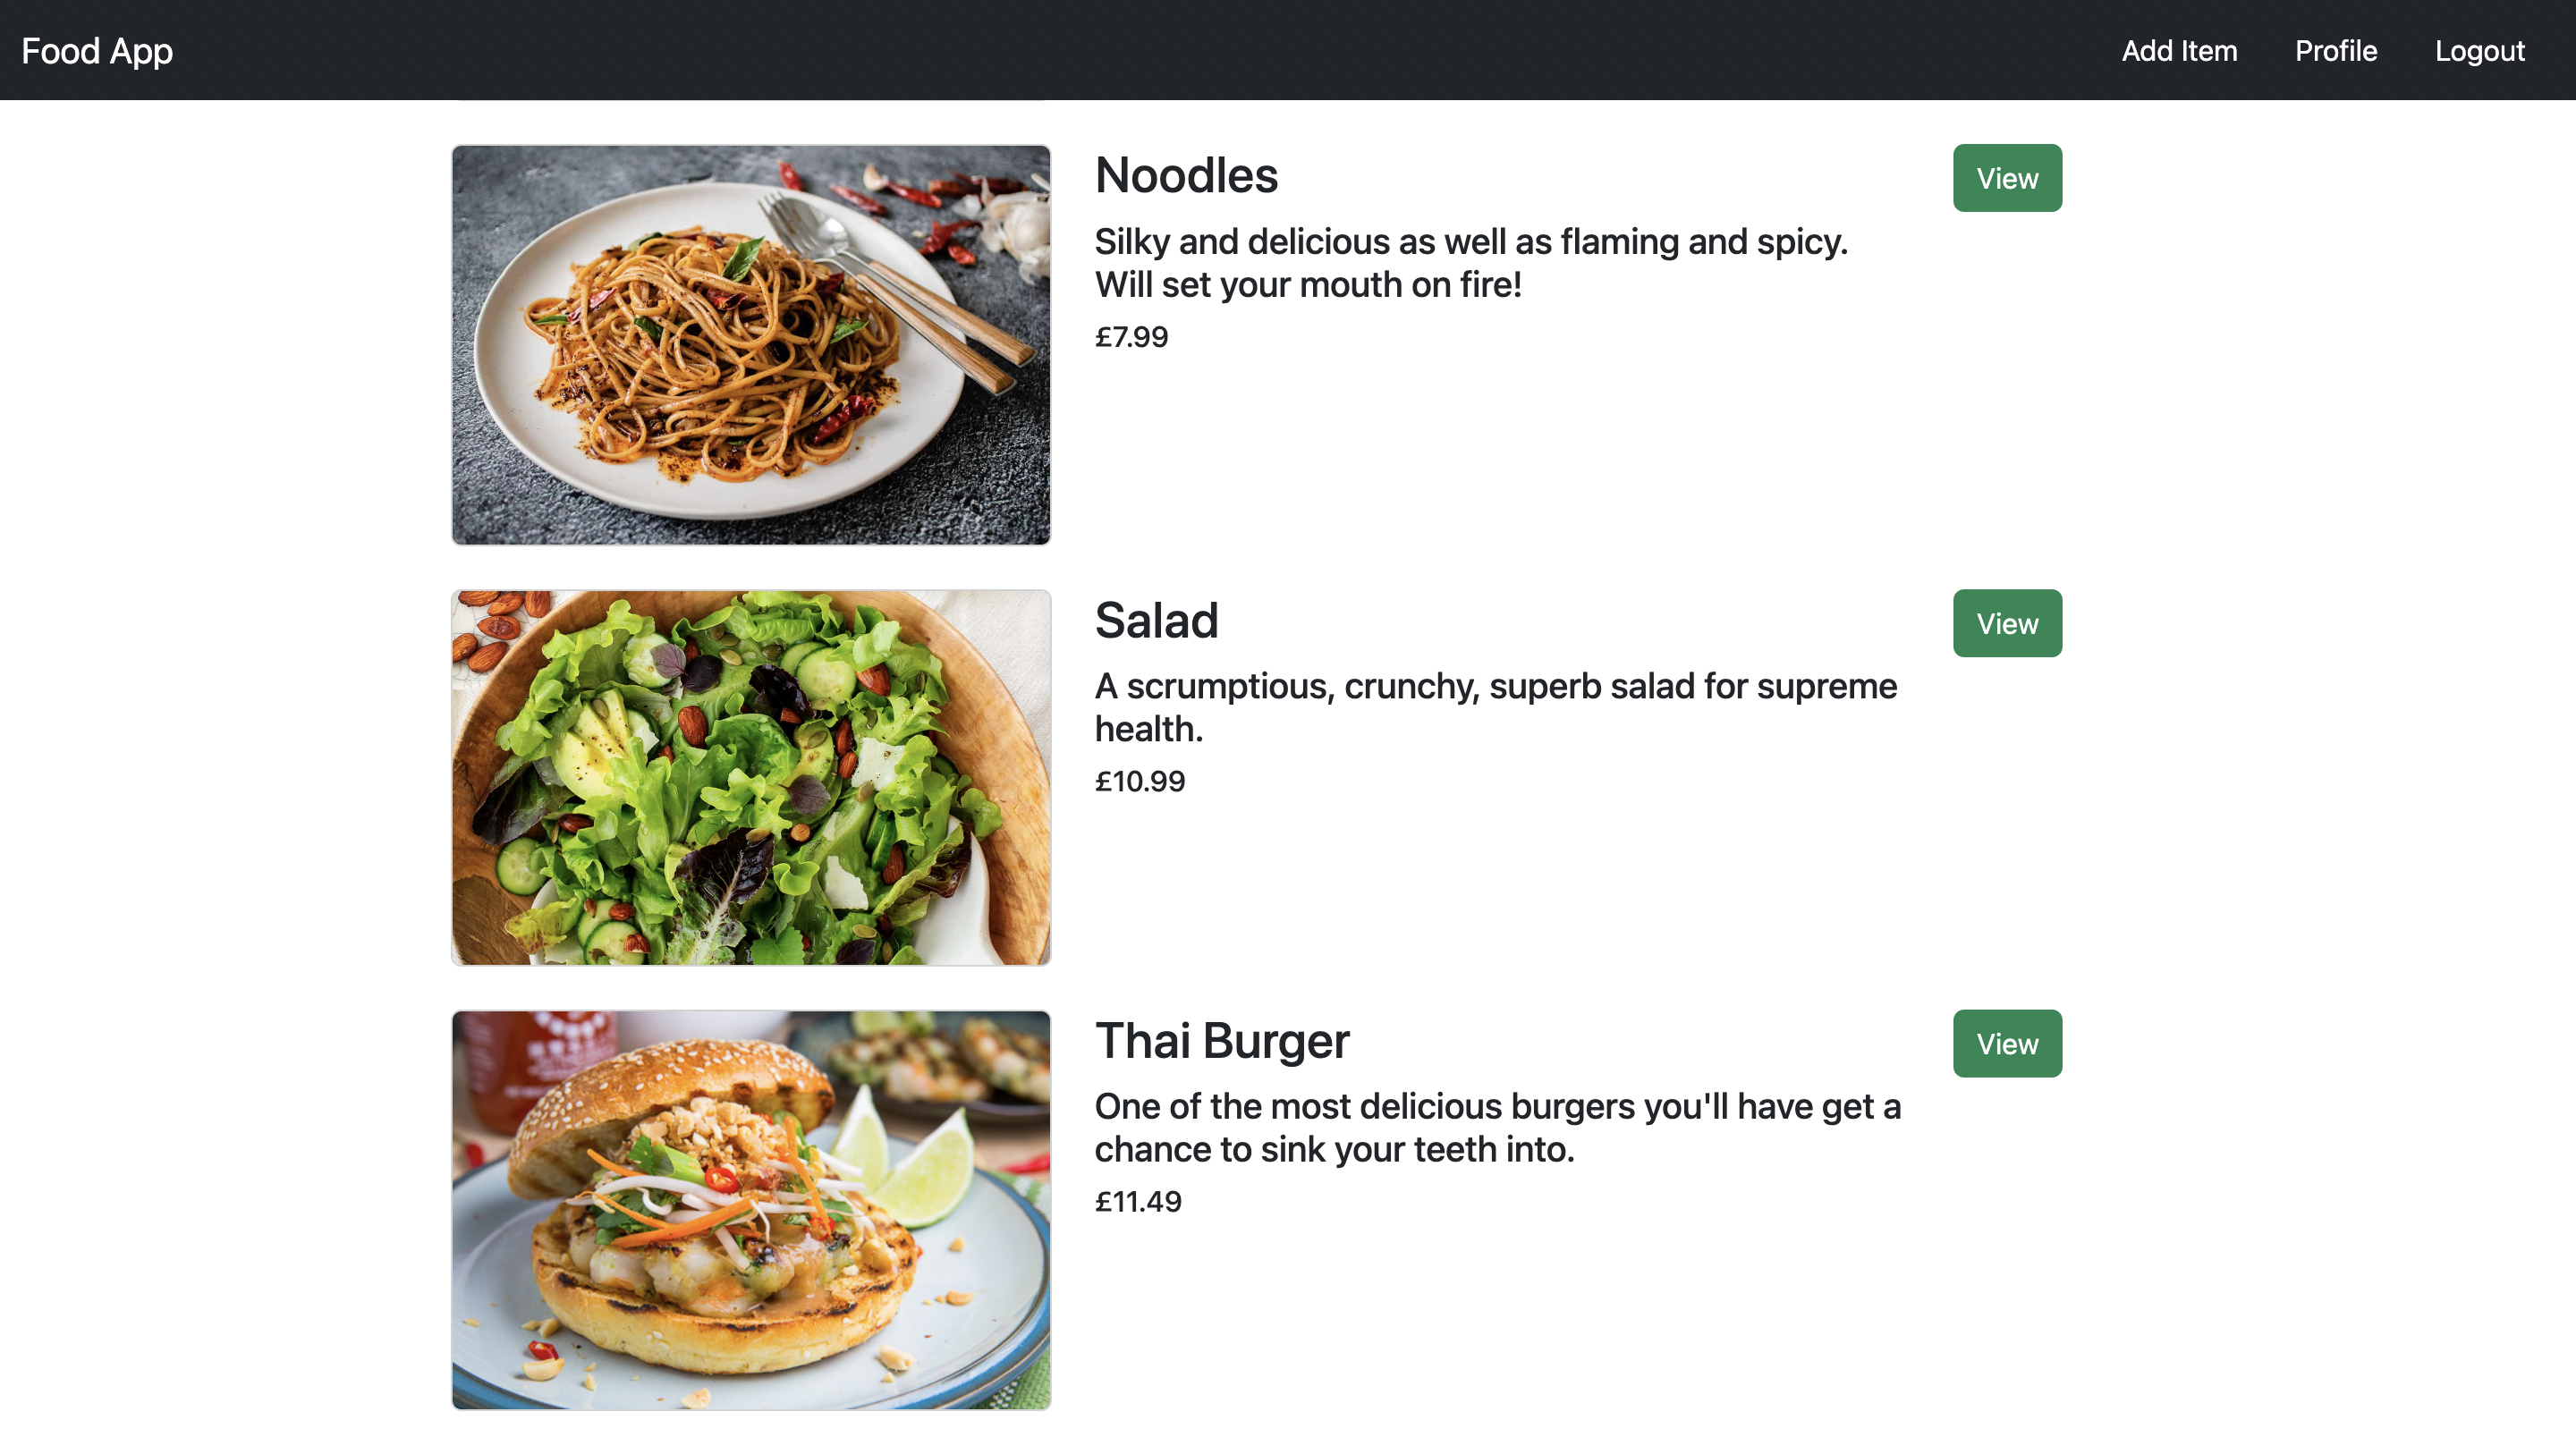 Food App
Add Item
Profile
Logout
Noodles
View
Silky and delicious as well as flaming and spicy.
Will set your mouth on fire!
£7.99
Salad
View
A scrumptious, crunchy, superb salad for supreme
health.
£10.99
Thai Burger
View
One of the most delicious burgers you'll have get a
chance to sink your teeth into.
£11.49